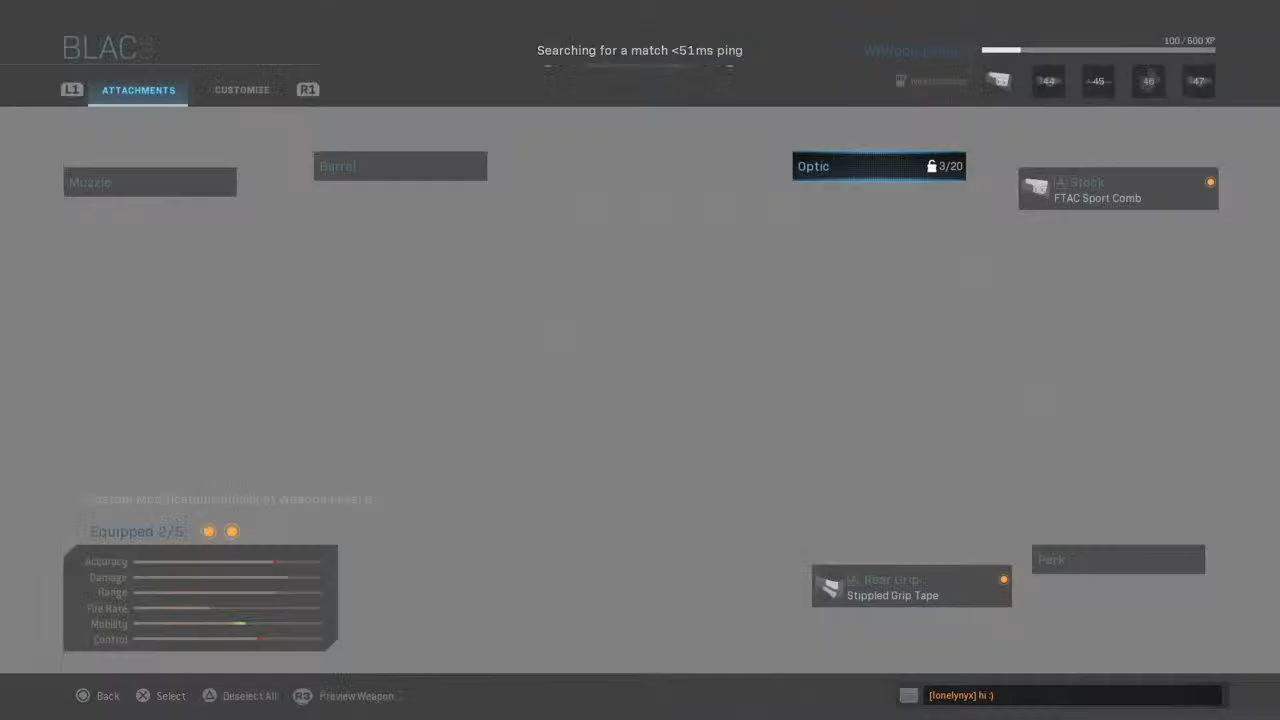 BLAC
Searching for a match <51ms ping
100 / 600 XP
L1 ATTACHMENTS CUSTOMIZE R1
44 45 46 47
Muzzle
Barrel
Optic 3/20
Stock
FTAC Sport Comb
Equipped 2/5
Accuracy
Damage
Range
Fire Rate
Mobility
Control
Rear Grip
Stippled Grip Tape
Perk
Back Select Deselect All R3 Preview Weapon
[lonelynyx] hi :)